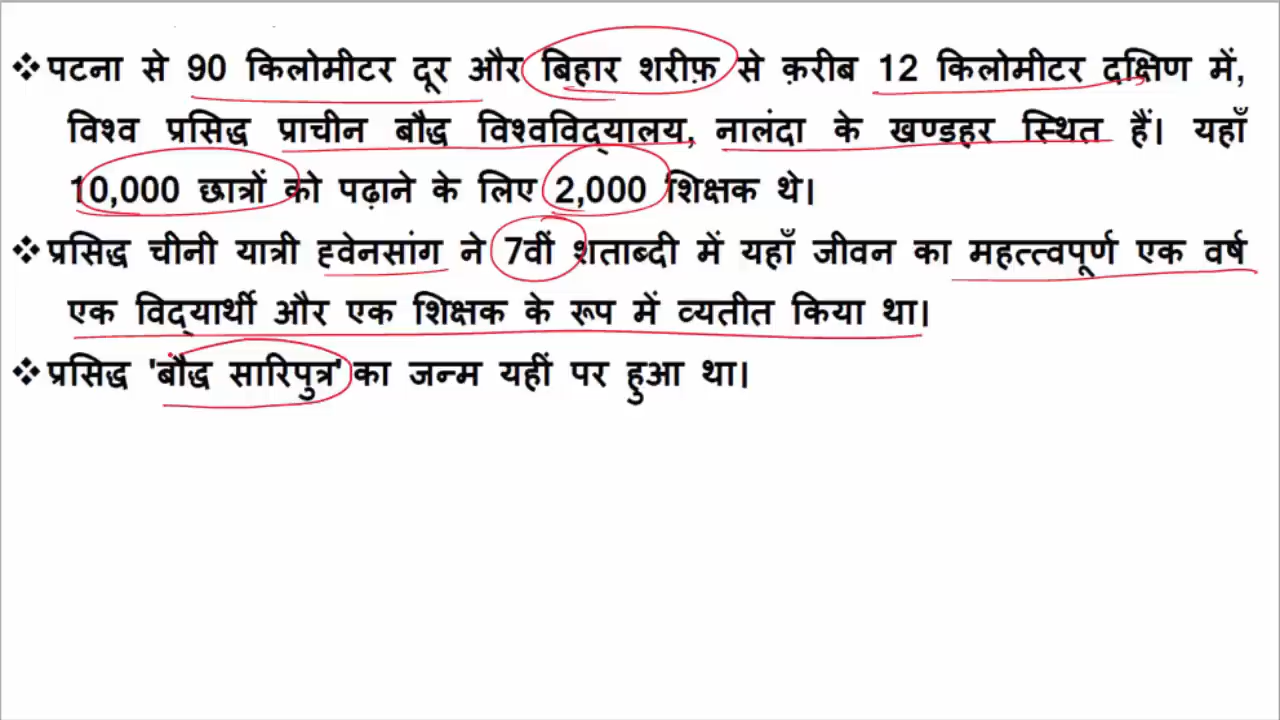 ❖पटना से 90 किलोमीटर दूर और बिहार शरीफ़ से क़रीब 12 किलोमीटर दक्षिण में,
विश्व प्रसिद्ध प्राचीन बौद्ध विश्वविद्यालय, नालंदा के खण्डहर स्थित हैं। यहाँ
10,000 छात्रों को पढ़ाने के लिए 2,000 शिक्षक थे।
❖प्रसिद्ध चीनी यात्री ह्वेनसांग ने 7वीं शताब्दी में यहाँ जीवन का महत्त्वपूर्ण एक वर्ष
एक विद्यार्थी और एक शिक्षक के रूप में व्यतीत किया था।
❖प्रसिद्ध 'बौद्ध सारिपुत्र' का जन्म यहीं पर हुआ था।